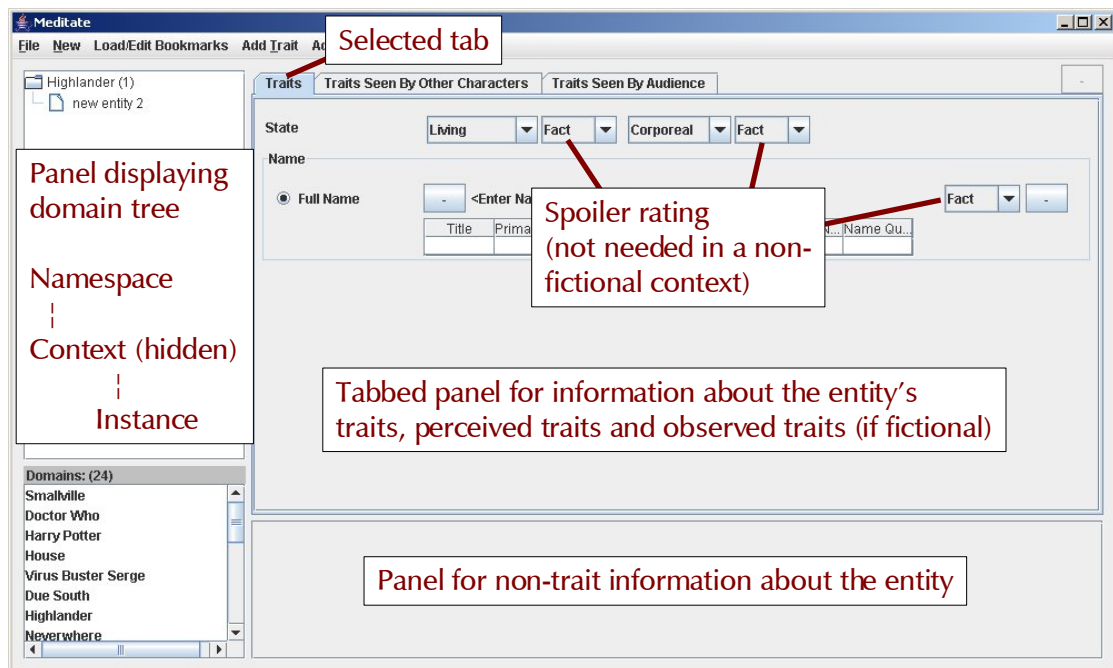 Meditate
File New Load/Edit Bookmarks Add Trait
Selected tab
Highlander (1)
new entity 2
Traits Traits Seen By Other Characters Traits Seen By Audience -
State Living Fact Corporeal Fact
Name
Full Name - <Enter Fact -
Title Name Qu...
Spoiler rating
(not needed in a non-
fictional context)
Panel displaying
domain tree
Namespace
Context (hidden)
Instance
Tabbed panel for information about the entity's
traits, perceived traits and observed traits (if fictional)
Domains: (24)
Smallville
Doctor Who
Harry Potter
House
Virus Buster Serge
Due South
Highlander
Neverwhere
Panel for non-trait information about the entity